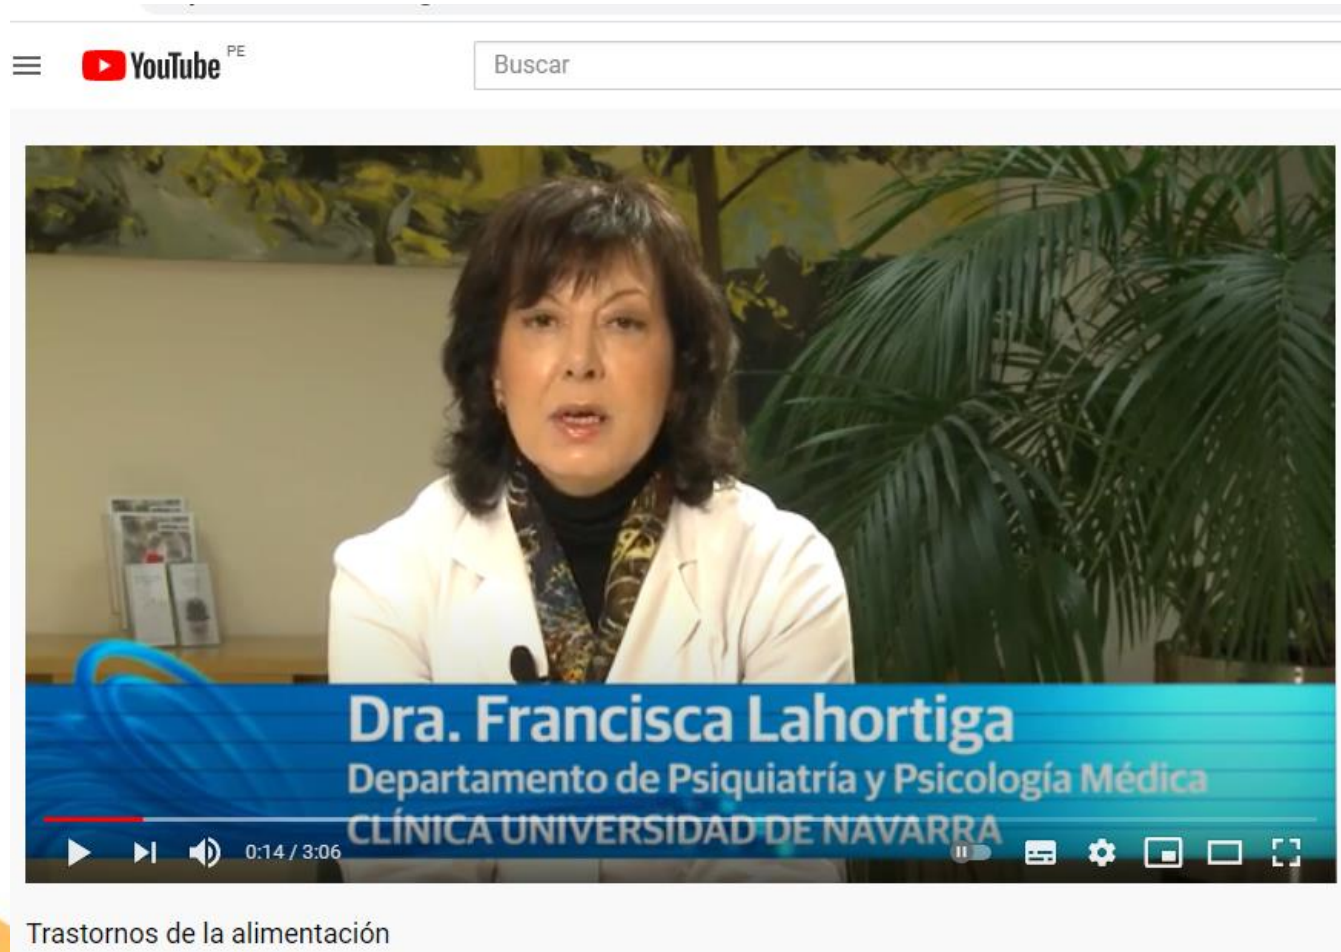 YouTube PE
Buscar
Dra. Francisca Lahortiga
Departamento de Psiquiatría y Psicología Médica
CLÍNICA UNIVERSIDAD DE NAVARRA
0:14 / 3:06
Trastornos de la alimentación